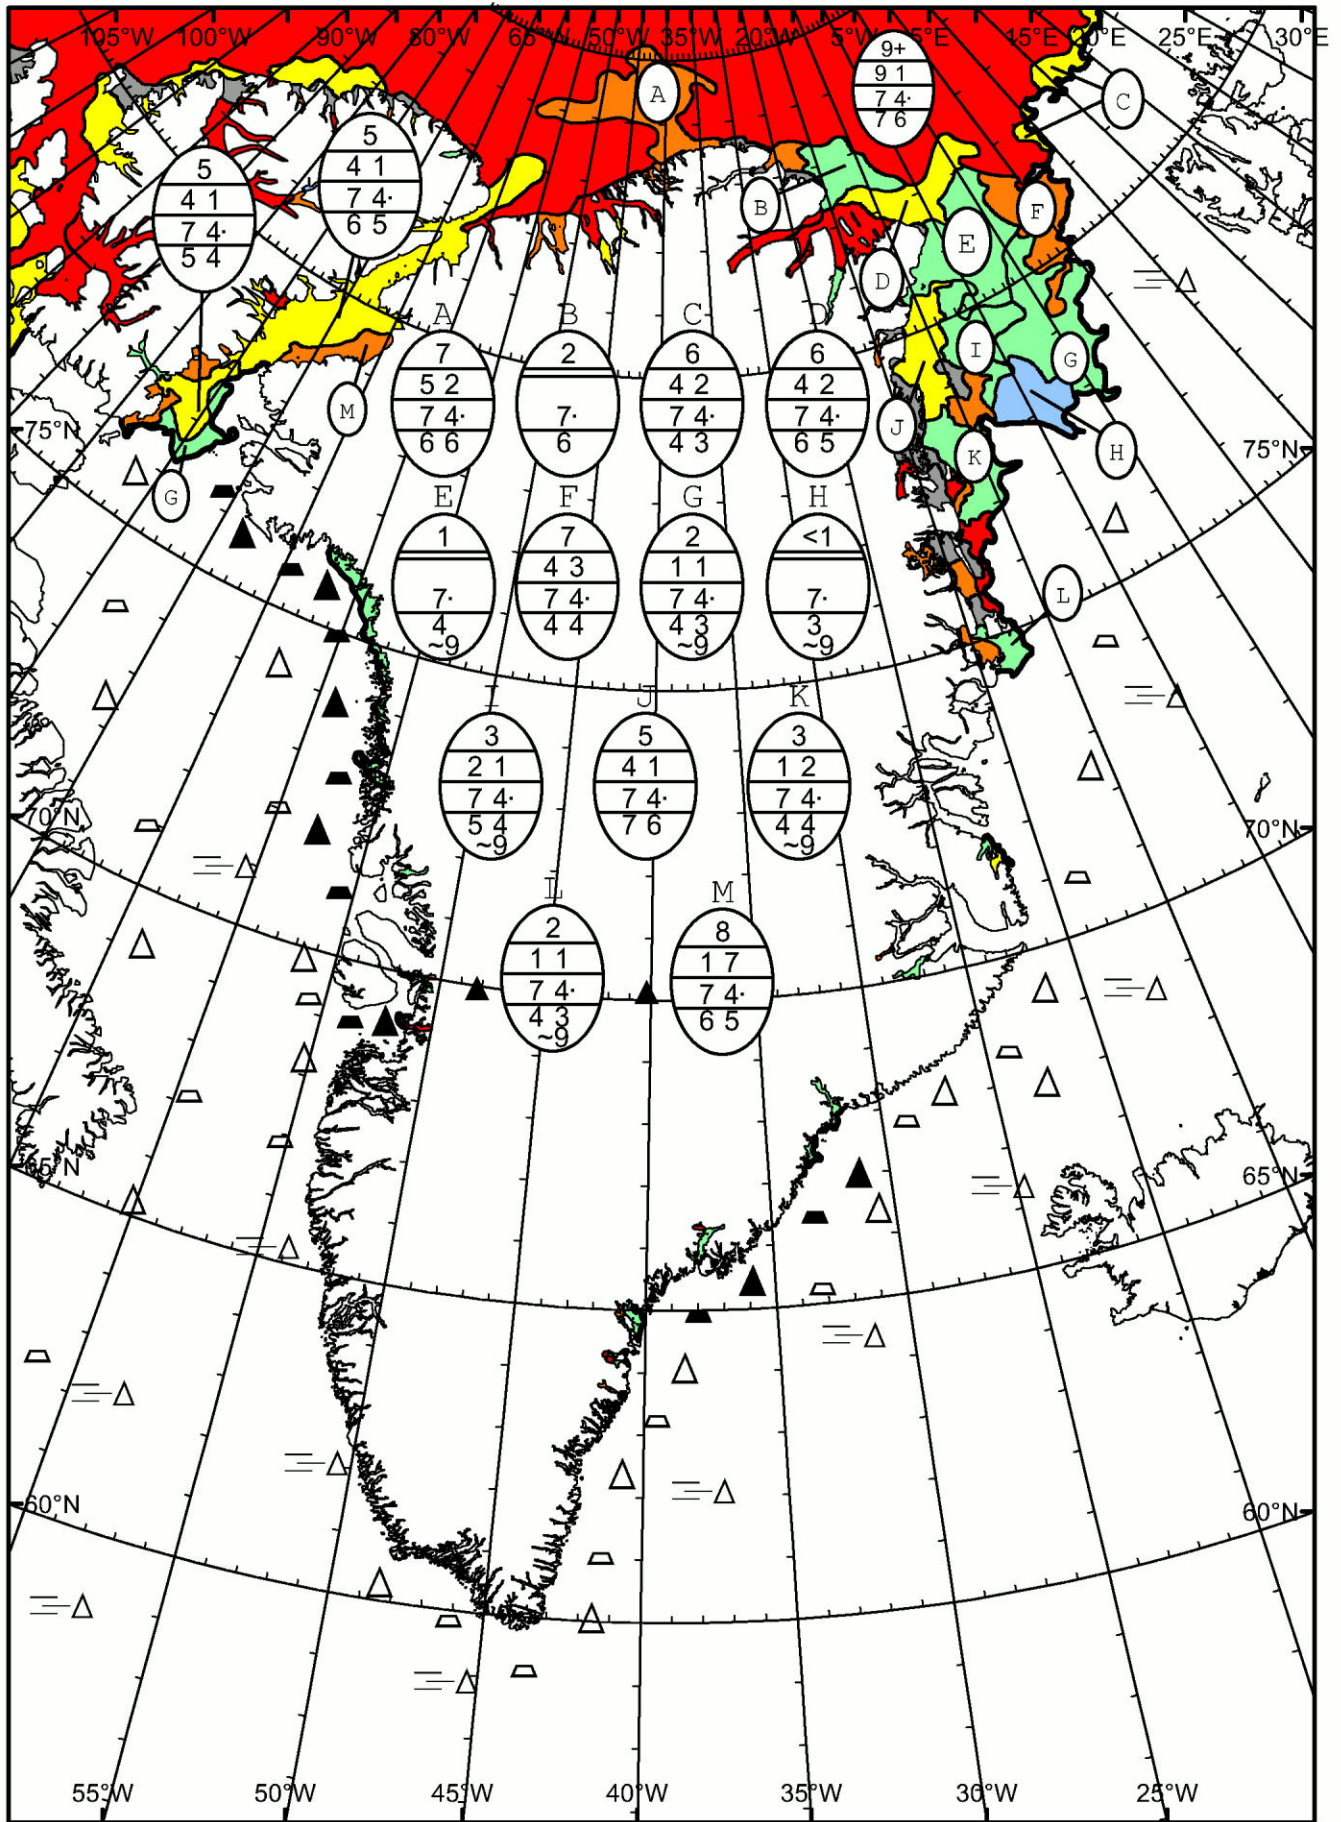 105°W 100°W 90°W 80°W 65°W 50°W 35°W 20°W 5°W 5°E 15°E 20°E 25°E 30°E
9+
9 1
7 4·
7 6
A
C
5
4 1
7 4·
6 5
5
4 1
7 4·
5 4
B
F
E
D
I
G
M
J
H
K
G
L
75°N
75°N
A B C D
7 2 6 6
5 2 4 2 4 2
7 4· 7· 7 4· 7 4·
6 6 6 4 3 6 5
E F G H
1 7 2 <1
4 3 1 1
7· 7 4· 7 4· 7·
4 4 4 4 3 3
~9 ~9 ~9
I J K
3 5 3
2 1 4 1 1 2
7 4· 7 4· 7 4·
5 4 7 6 4 4
~9 ~9
70°N
70°N
L M
2 8
1 1 1 7
7 4· 7 4·
4 3 6 5
~9
65°N
65°N
60°N
60°N
55°W 50°W 45°W 40°W 35°W 30°W 25°W